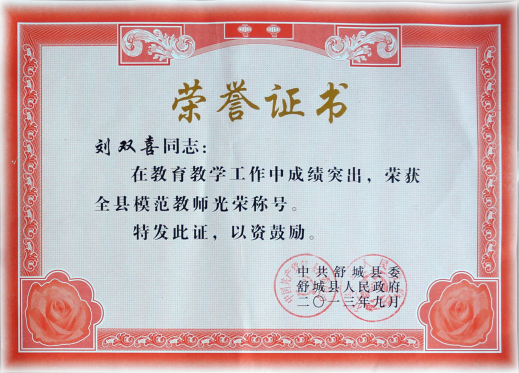 荣誉证书
刘双喜同志：
在教育教学工作中成绩突出，荣获
全县模范教师光荣称号。
特发此证，以资鼓励。
中共舒城县委
舒城县人民政府
二〇一三年九月